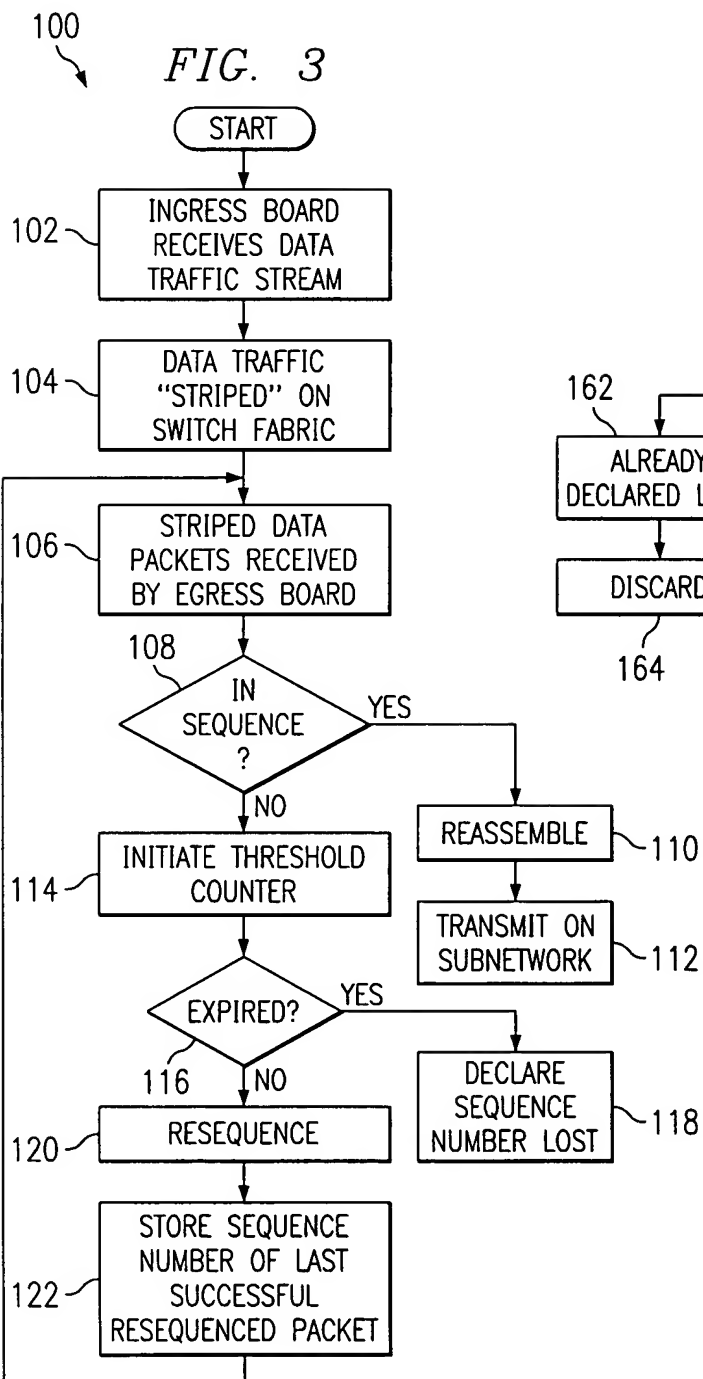 100
FIG. 3
START
102
INGRESS BOARD
RECEIVES DATA
TRAFFIC STREAM
104
DATA TRAFFIC
“STRIPED” ON
SWITCH FABRIC
106
STRIPED DATA
PACKETS RECEIVED
BY EGRESS BOARD
108
IN
SEQUENCE
?
YES
NO
REASSEMBLE
110
TRANSMIT ON
SUBNETWORK
112
114
INITIATE THRESHOLD
COUNTER
EXPIRED?
116
YES
NO
DECLARE
SEQUENCE
NUMBER LOST
118
120
RESEQUENCE
122
STORE SEQUENCE
NUMBER OF LAST
SUCCESSFUL
RESEQUENCED PACKET
162
ALREADY
DECLARED L
DISCARD
164